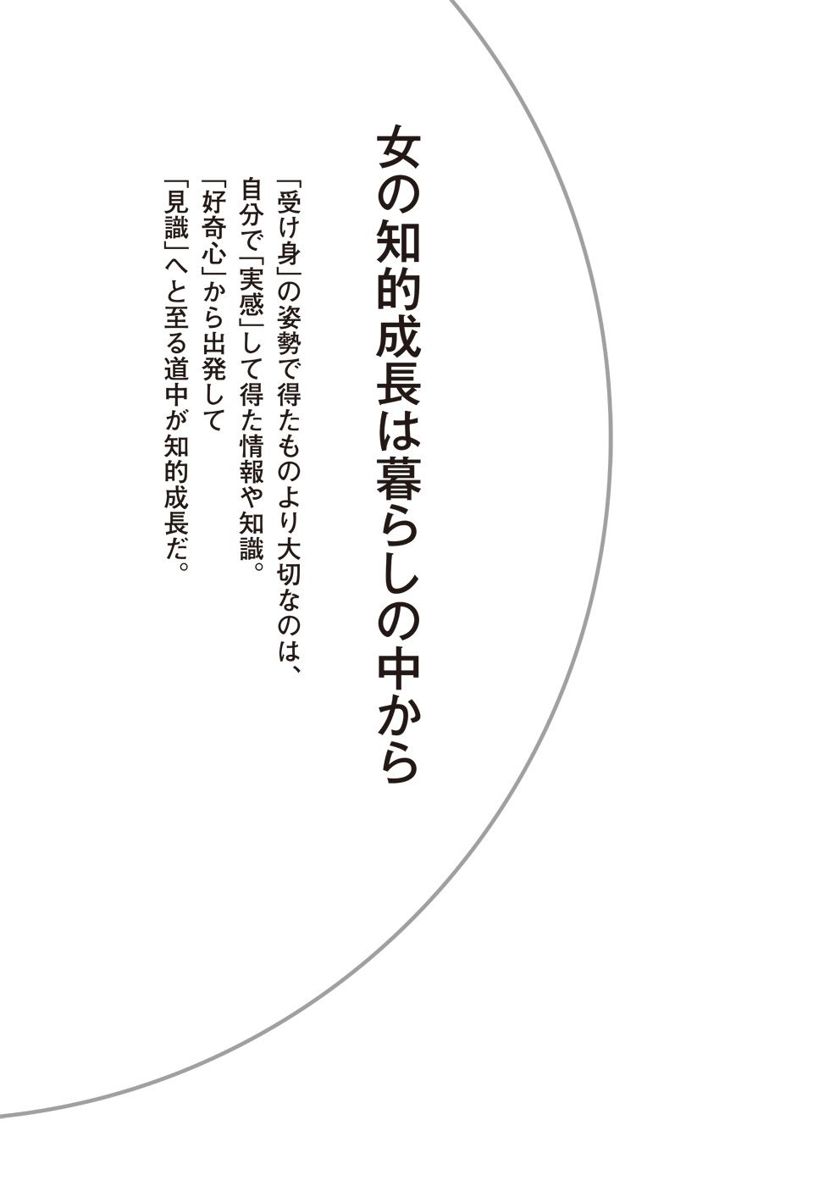 女の知的成長は暮らしの中から
「受け身」の姿勢で得たものより大切なのは、
自分で「実感」して得た情報や知識。
「好奇心」から出発して
「見識」へと至る道中が知的成長だ。